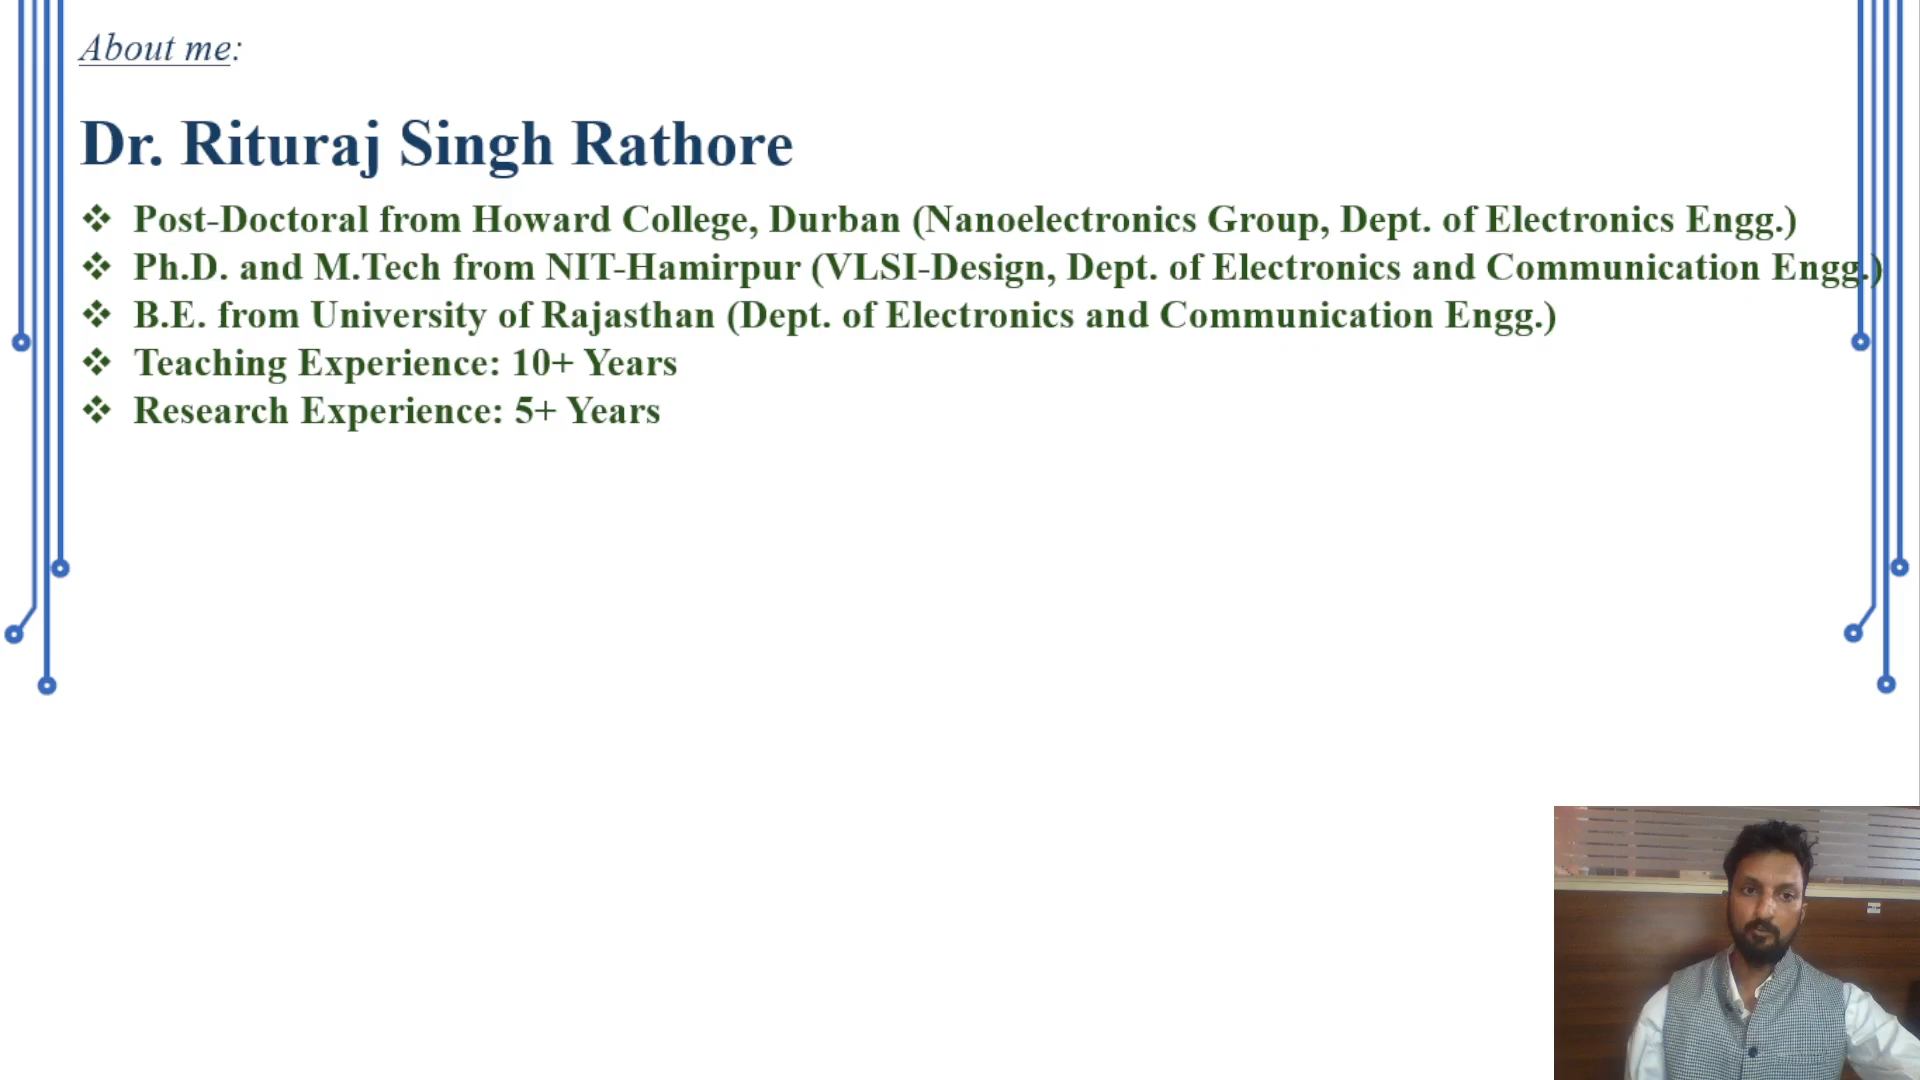 About me:
Dr. Rituraj Singh Rathore
❖ Post-Doctoral from Howard College, Durban (Nanoelectronics Group, Dept. of Electronics Engg.)
❖ Ph.D. and M.Tech from NIT-Hamirpur (VLSI-Design, Dept. of Electronics and Communication Engg.)
❖ B.E. from University of Rajasthan (Dept. of Electronics and Communication Engg.)
❖ Teaching Experience: 10+ Years
❖ Research Experience: 5+ Years